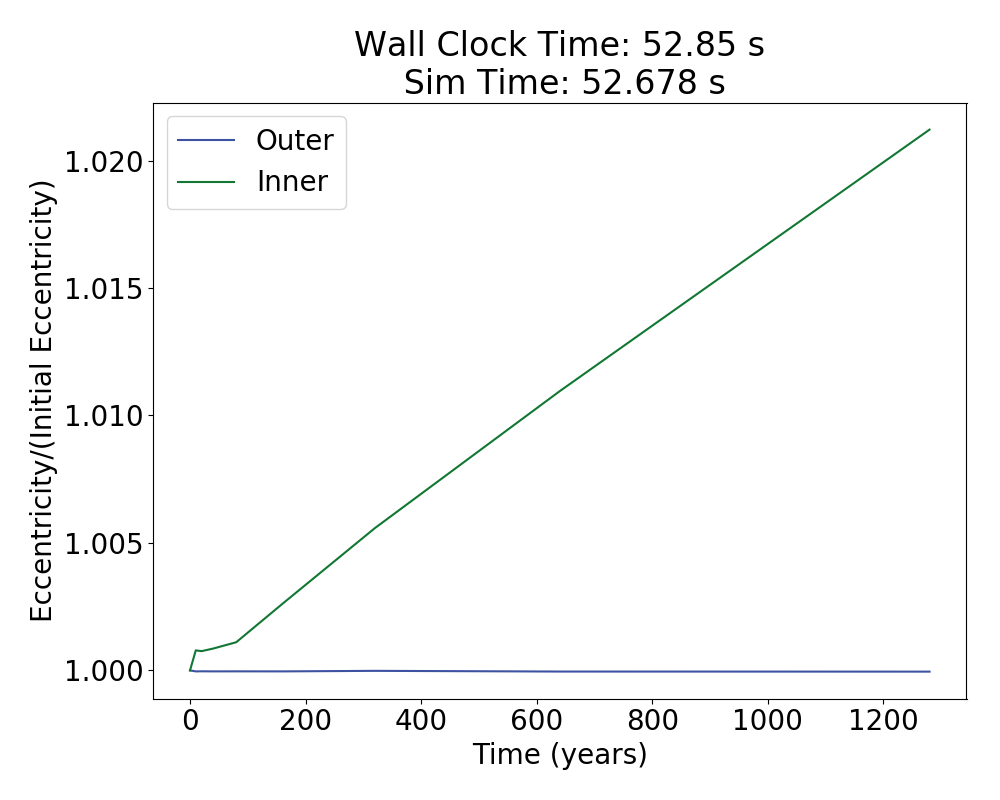 Wall Clock Time: 52.85 s
Sim Time: 52.678 s
Outer
Inner
Eccentricity/(Initial Eccentricity)
1.020
1.015
1.010
1.005
1.000
0 200 400 600 800 1000 1200
Time (years)